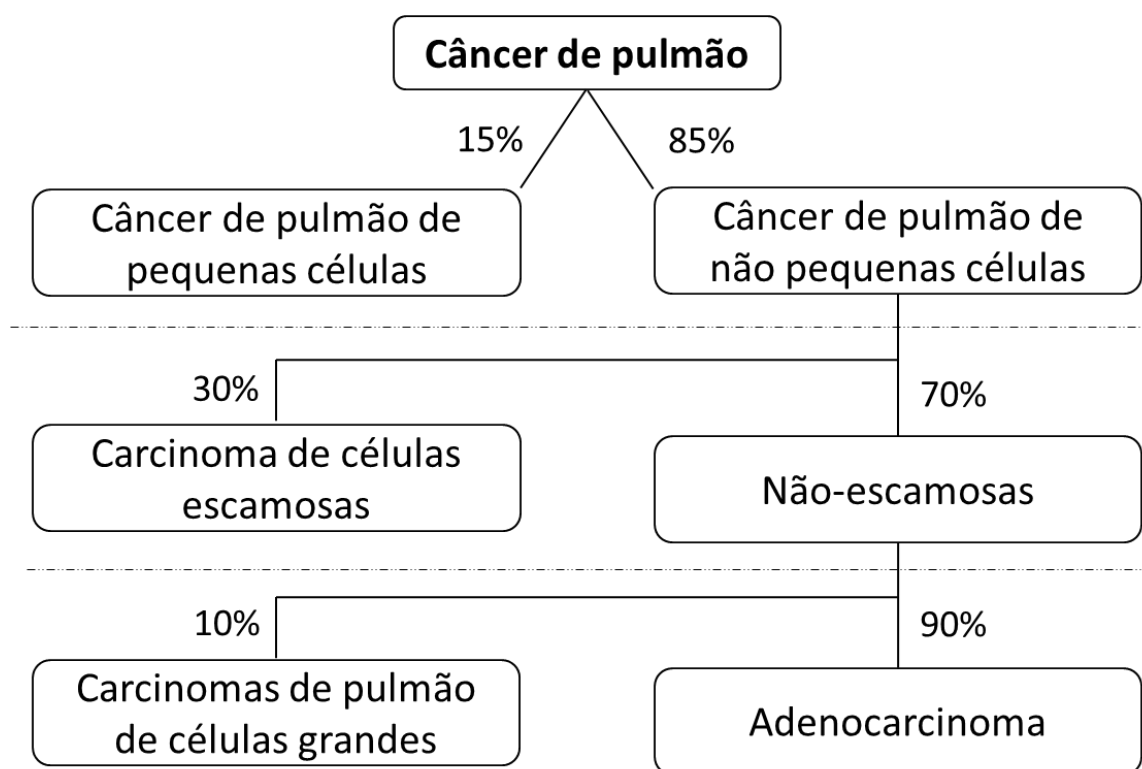 Câncer de pulmão
15%
85%
Câncer de pulmão de
pequenas células
Câncer de pulmão de
não pequenas células
30%
70%
Carcinoma de células
escamosas
Não-escamosas
10%
90%
Carcinomas de pulmão
de células grandes
Adenocarcinoma